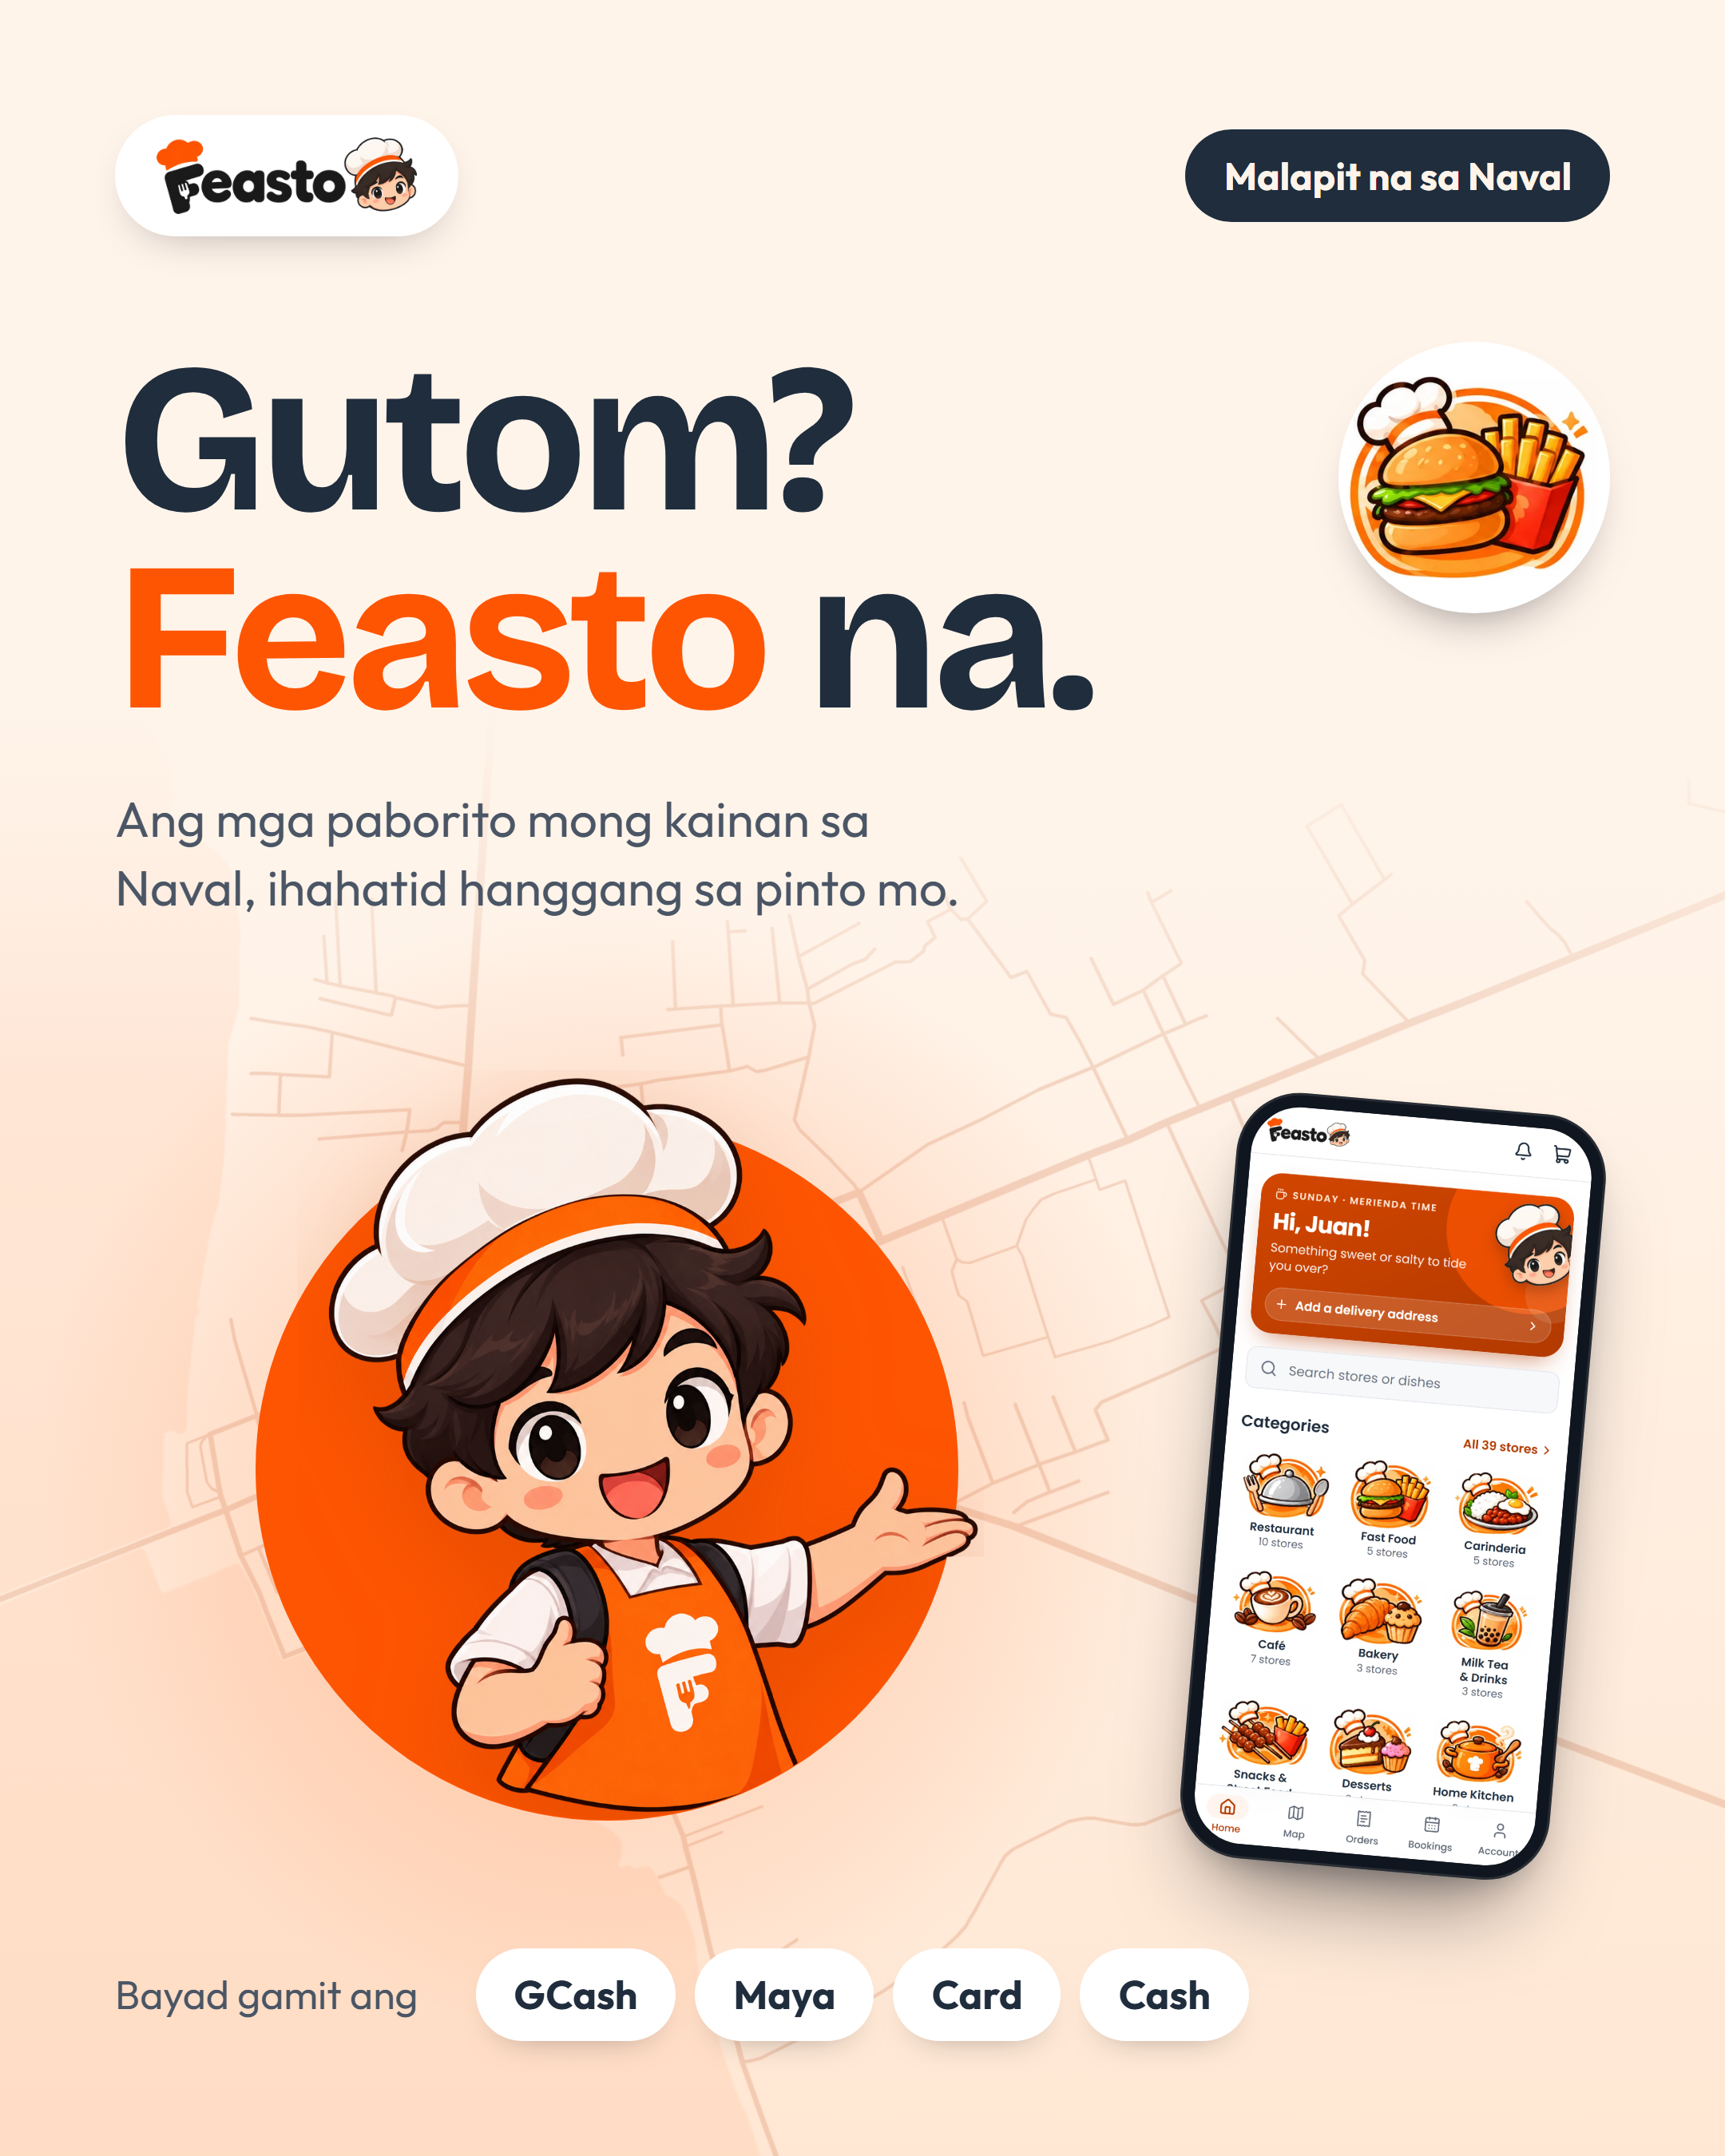 Feasto
Malapit na sa Naval
Gutom?
Feasto na.
Ang mga paborito mong kainan sa
Naval, ihahatid hanggang sa pinto mo.
Feasto
SUNDAY · MERIENDA TIME
Hi, Juan!
Something sweet or salty to tide
you over?
+ Add a delivery address
Search stores or dishes
Categories
All 39 stores
Restaurant
10 stores
Fast Food
5 stores
Carinderia
5 stores
Café
7 stores
Bakery
3 stores
Milk Tea
& Drinks
3 stores
Snacks &
Desserts
Home Kitchen
Home
Map
Orders
Bookings
Account
F
Bayad gamit ang
GCash
Maya
Card
Cash